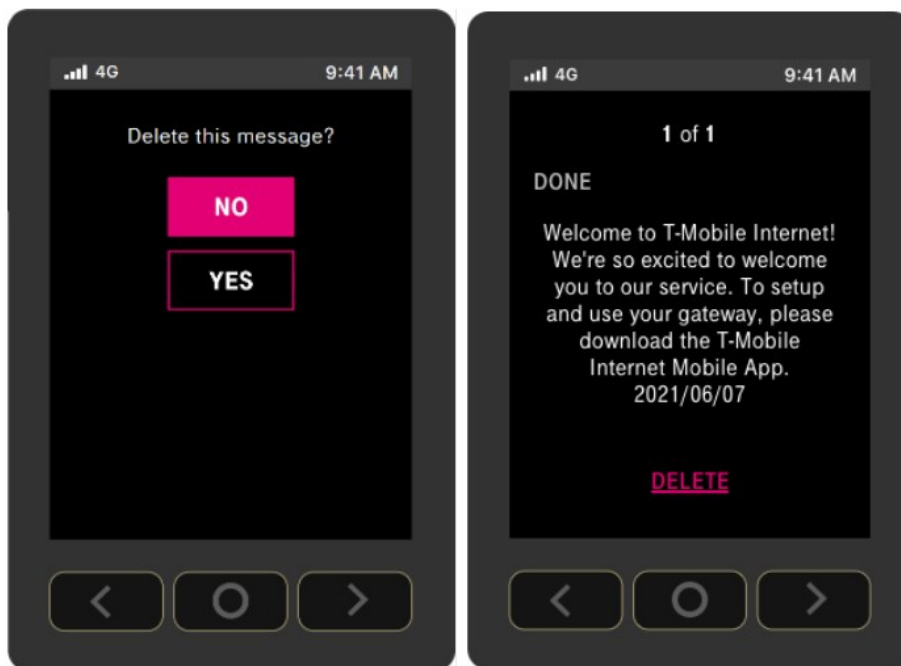 4G 9:41 AM
Delete this message?
NO
YES
4G 9:41 AM
1 of 1
DONE
Welcome to T-Mobile Internet!
We're so excited to welcome
you to our service. To setup
and use your gateway, please
download the T-Mobile
Internet Mobile App.
2021/06/07
DELETE